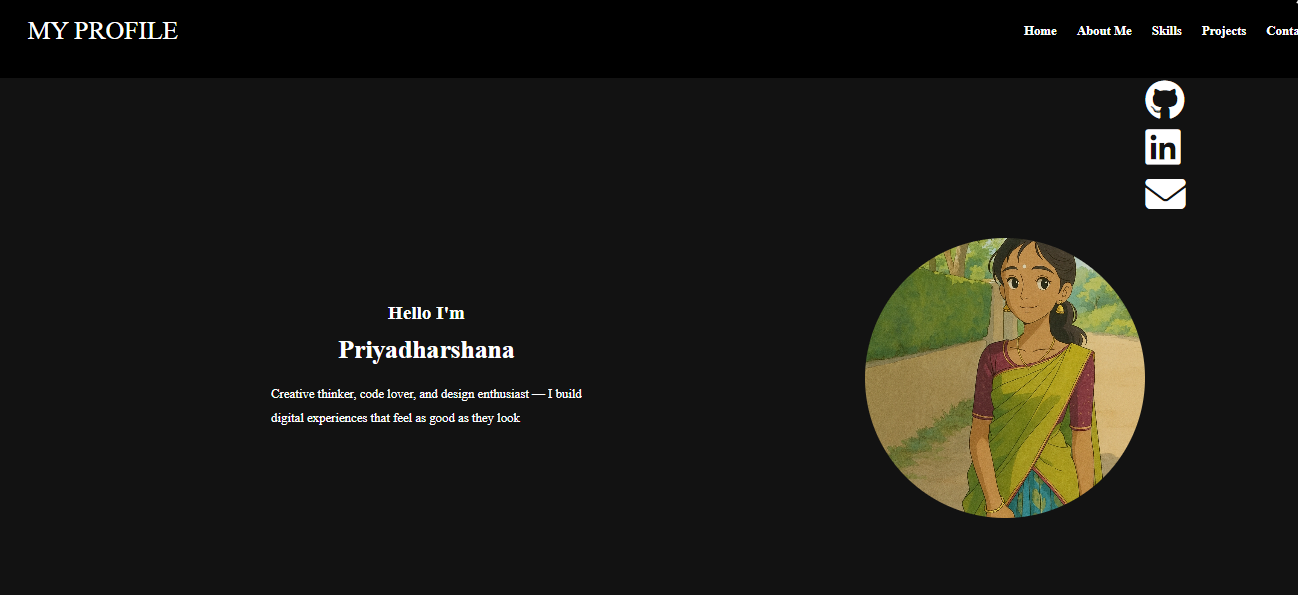 MY PROFILE
Home About Me Skills Projects Conta
Hello I'm
Priyadharshana
Creative thinker, code lover, and design enthusiast — I build
digital experiences that feel as good as they look